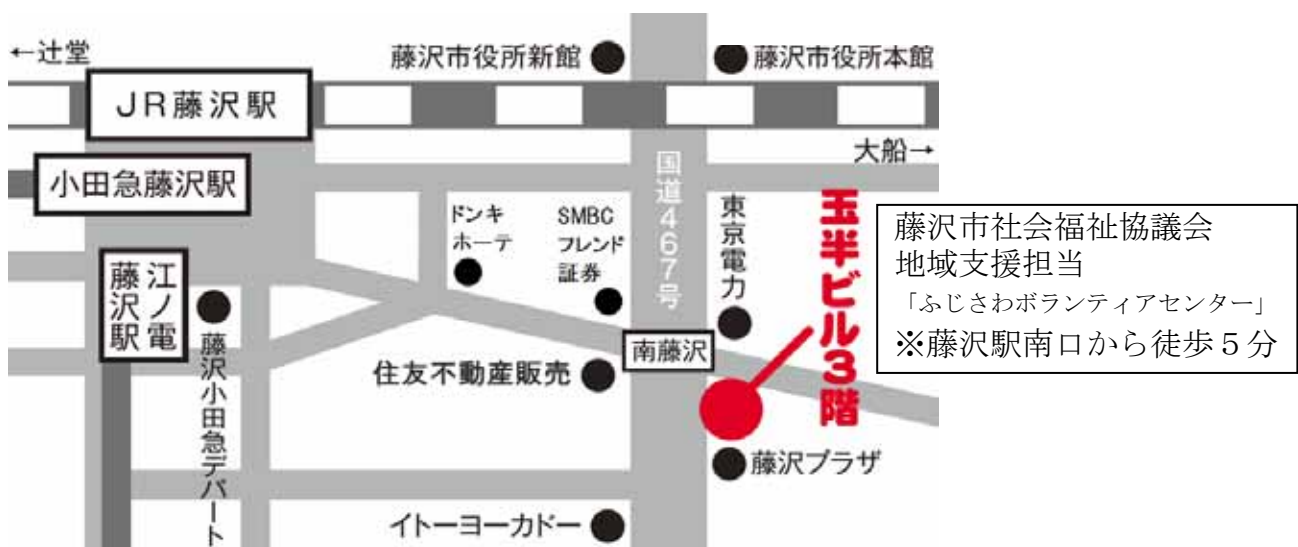 ←辻堂
藤沢市役所新館
藤沢市役所本館
JR藤沢駅
大船→
小田急藤沢駅
国道467号
ドンキ
ホーテ
SMBC
フレンド
証券
東京電力
玉半ビル3階
藤沢市社会福祉協議会
地域支援担当
「ふじさわボランティアセンター」
※藤沢駅南口から徒歩５分
江ノ電
藤沢駅
藤沢小田急デパート
南藤沢
住友不動産販売
藤沢プラザ
イトーヨーカドー